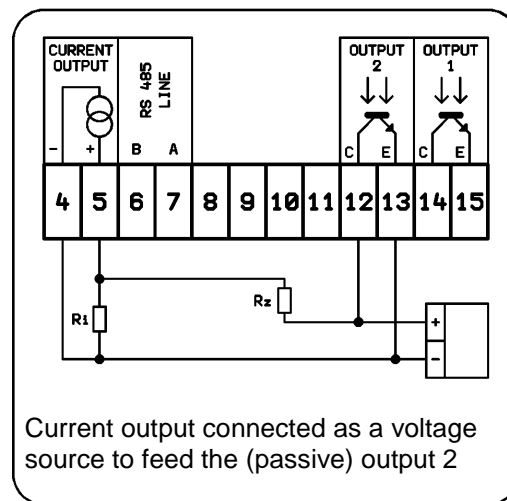 CURRENT
OUTPUT
RS 485
LINE
OUTPUT
2
OUTPUT
1
- + B A C E C E
4 5 6 7 8 9 10 11 12 13 14 15
Rz
Ri
+
-
Current output connected as a voltage
source to feed the (passive) output 2